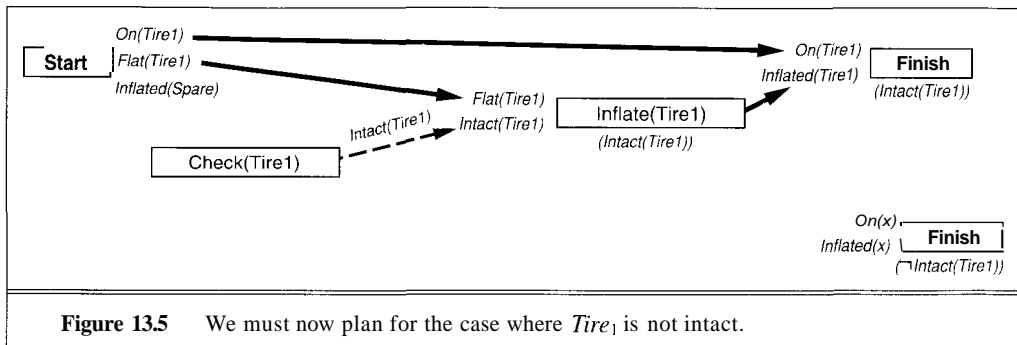 On(Tire1)
Start
Flat(Tire1)
Inflated(Spare)
On(Tire1)
Finish
Inflated(Tire1)
(Intact(Tire1))
Flat(Tire1)
Intact(Tire1)
Intact(Tire1)
Inflate(Tire1)
(Intact(Tire1))
Check(Tire1)
On(x)
Finish
Inflated(x)
(¬Intact(Tire1))
Figure 13.5 We must now plan for the case where Tire1 is not intact.